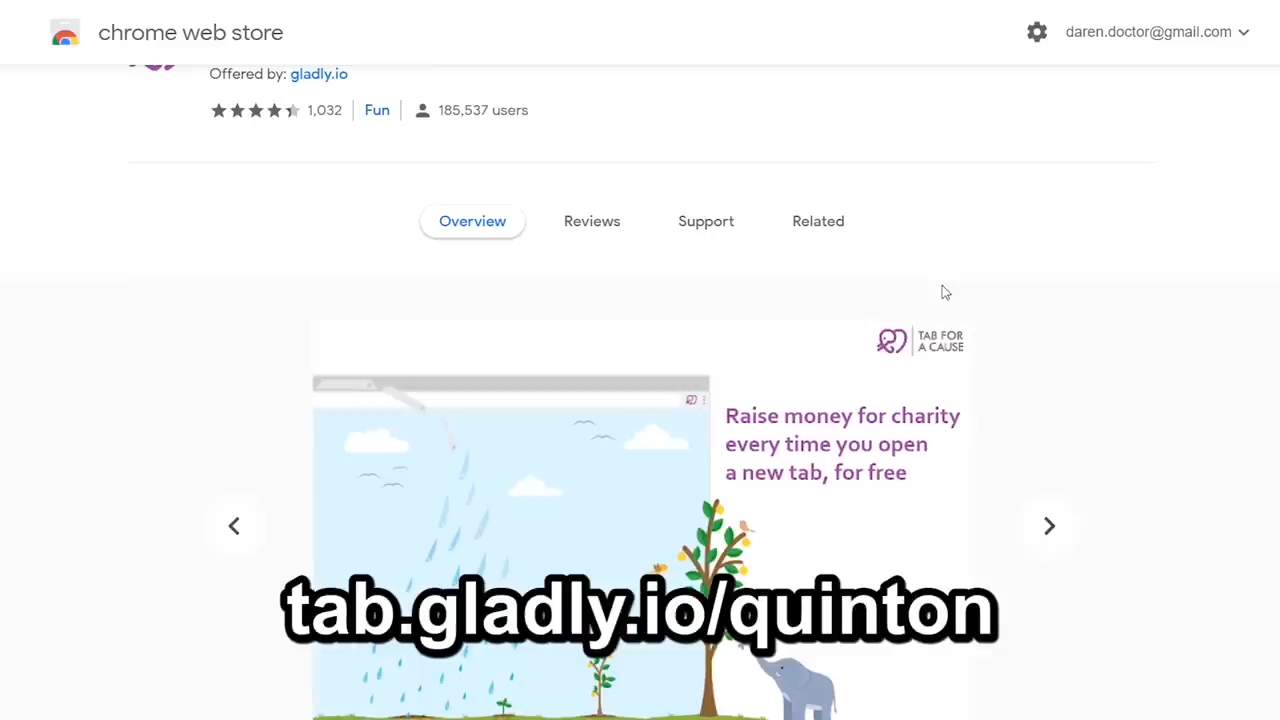 chrome web store
daren.doctor@gmail.com
Offered by: gladly.io
1,032
Fun
185,537 users
Overview
Reviews
Support
Related
TAB FOR
A CAUSE
Raise money for charity
every time you open
a new tab, for free
tab.gladly.io/quinton